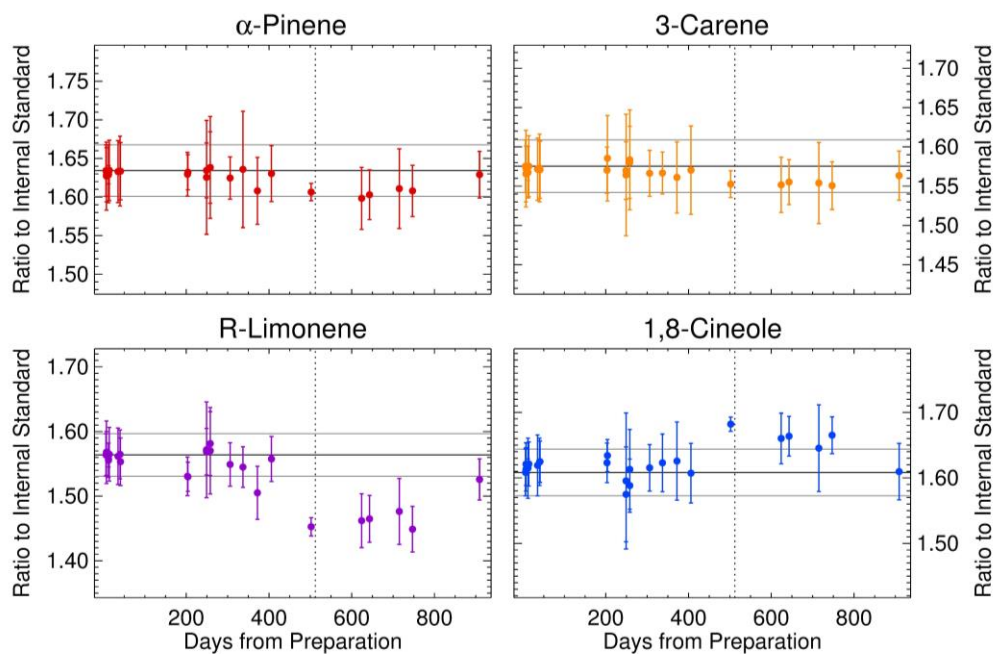 α-Pinene
3-Carene
Ratio to Internal Standard
1.75
1.70
1.65
1.60
1.55
1.50
1.70
1.65
1.60
1.55
1.50
1.45
Ratio to Internal Standard
R-Limonene
1,8-Cineole
Ratio to Internal Standard
1.70
1.60
1.50
1.40
1.70
1.60
1.50
Ratio to Internal Standard
200 400 600 800
200 400 600 800
Days from Preparation
Days from Preparation